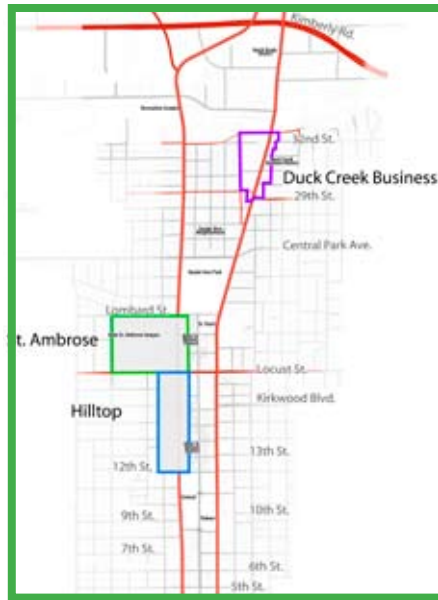 Kimberly Rd.
32nd St.
Duck Creek Business
29th St.
Central Park Ave.
Lombard St.
t. Ambrose
Locust St.
Hilltop
Kirkwood Blvd.
13th St.
12th St.
9th St.
10th St.
7th St.
6th St.
5th St.